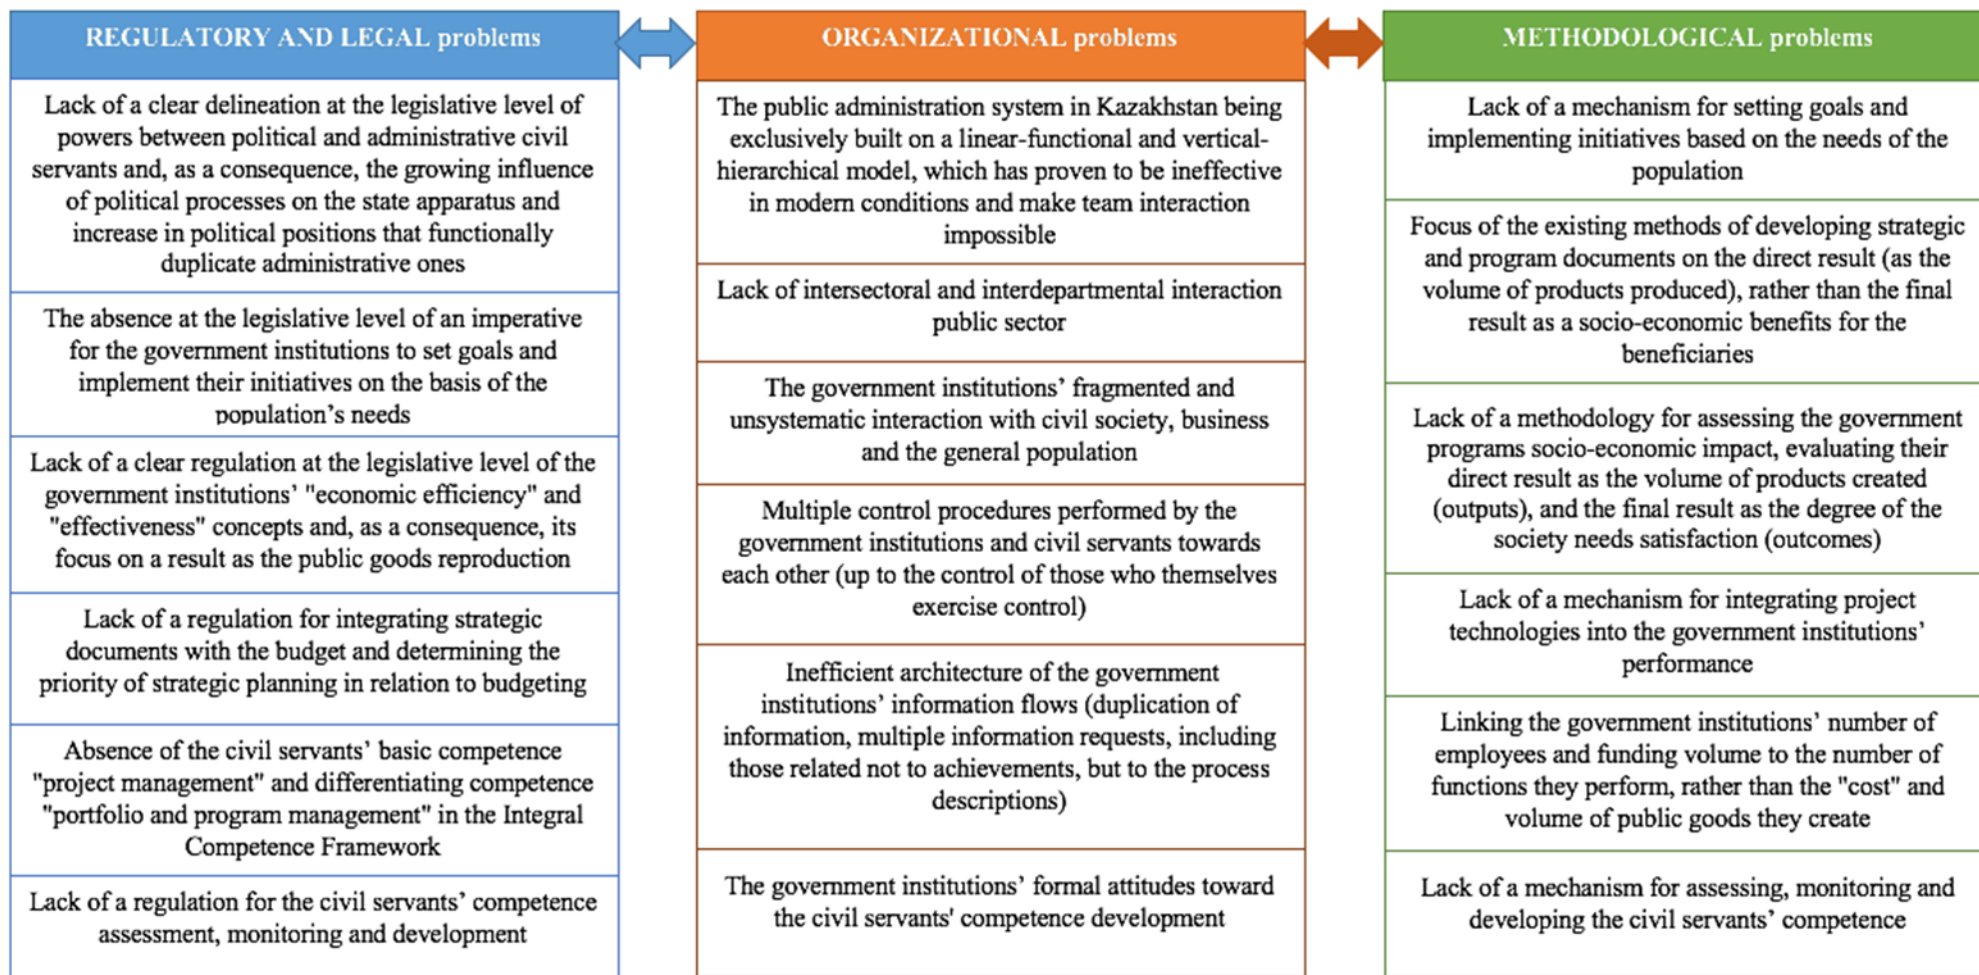 REGULATORY AND LEGAL problems
Lack of a clear delineation at the legislative level of
powers between political and administrative civil
servants and, as a consequence, the growing influence
of political processes on the state apparatus and
increase in political positions that functionally
duplicate administrative ones
The absence at the legislative level of an imperative
for the government institutions to set goals and
implement their initiatives on the basis of the
population’s needs
Lack of a clear regulation at the legislative level of the
government institutions’ "economic efficiency" and
"effectiveness" concepts and, as a consequence, its
focus on a result as the public goods reproduction
Lack of a regulation for integrating strategic
documents with the budget and determining the
priority of strategic planning in relation to budgeting
Absence of the civil servants’ basic competence
"project management" and differentiating competence
"portfolio and program management" in the Integral
Competence Framework
Lack of a regulation for the civil servants’ competence
assessment, monitoring and development
ORGANIZATIONAL problems
The public administration system in Kazakhstan being
exclusively built on a linear-functional and vertical-
hierarchical model, which has proven to be ineffective
in modern conditions and make team interaction
impossible
Lack of intersectoral and interdepartmental interaction
public sector
The government institutions’ fragmented and
unsystematic interaction with civil society, business
and the general population
Multiple control procedures performed by the
government institutions and civil servants towards
each other (up to the control of those who themselves
exercise control)
Inefficient architecture of the government
institutions’ information flows (duplication of
information, multiple information requests, including
those related not to achievements, but to the process
descriptions)
The government institutions’ formal attitudes toward
the civil servants' competence development
METHODOLOGICAL problems
Lack of a mechanism for setting goals and
implementing initiatives based on the needs of the
population
Focus of the existing methods of developing strategic
and program documents on the direct result (as the
volume of products produced), rather than the final
result as a socio-economic benefits for the
beneficiaries
Lack of a methodology for assessing the government
programs socio-economic impact, evaluating their
direct result as the volume of products created
(outputs), and the final result as the degree of the
society needs satisfaction (outcomes)
Lack of a mechanism for integrating project
technologies into the government institutions’
performance
Linking the government institutions’ number of
employees and funding volume to the number of
functions they perform, rather than the "cost" and
volume of public goods they create
Lack of a mechanism for assessing, monitoring and
developing the civil servants’ competence